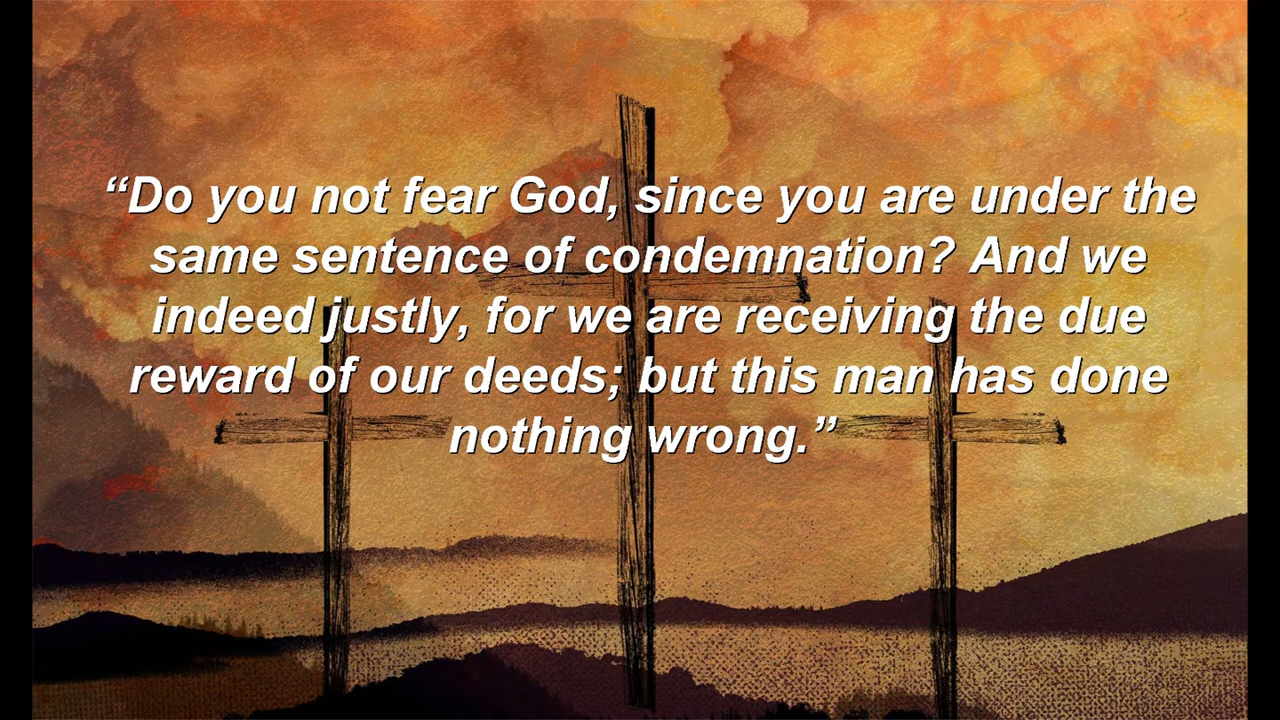 “Do you not fear God, since you are under the
same sentence of condemnation? And we
indeed justly, for we are receiving the due
reward of our deeds; but this man has done
nothing wrong.”